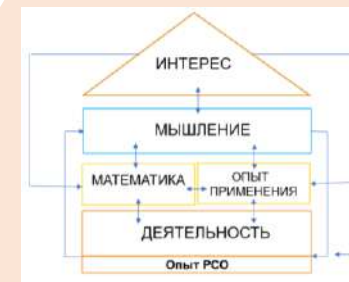 ИНТЕРЕС
МЫШЛЕНИЕ
МАТЕМАТИКА
ОПЫТ
ПРИМЕНЕНИЯ
ДЕЯТЕЛЬНОСТЬ
Опыт РСО